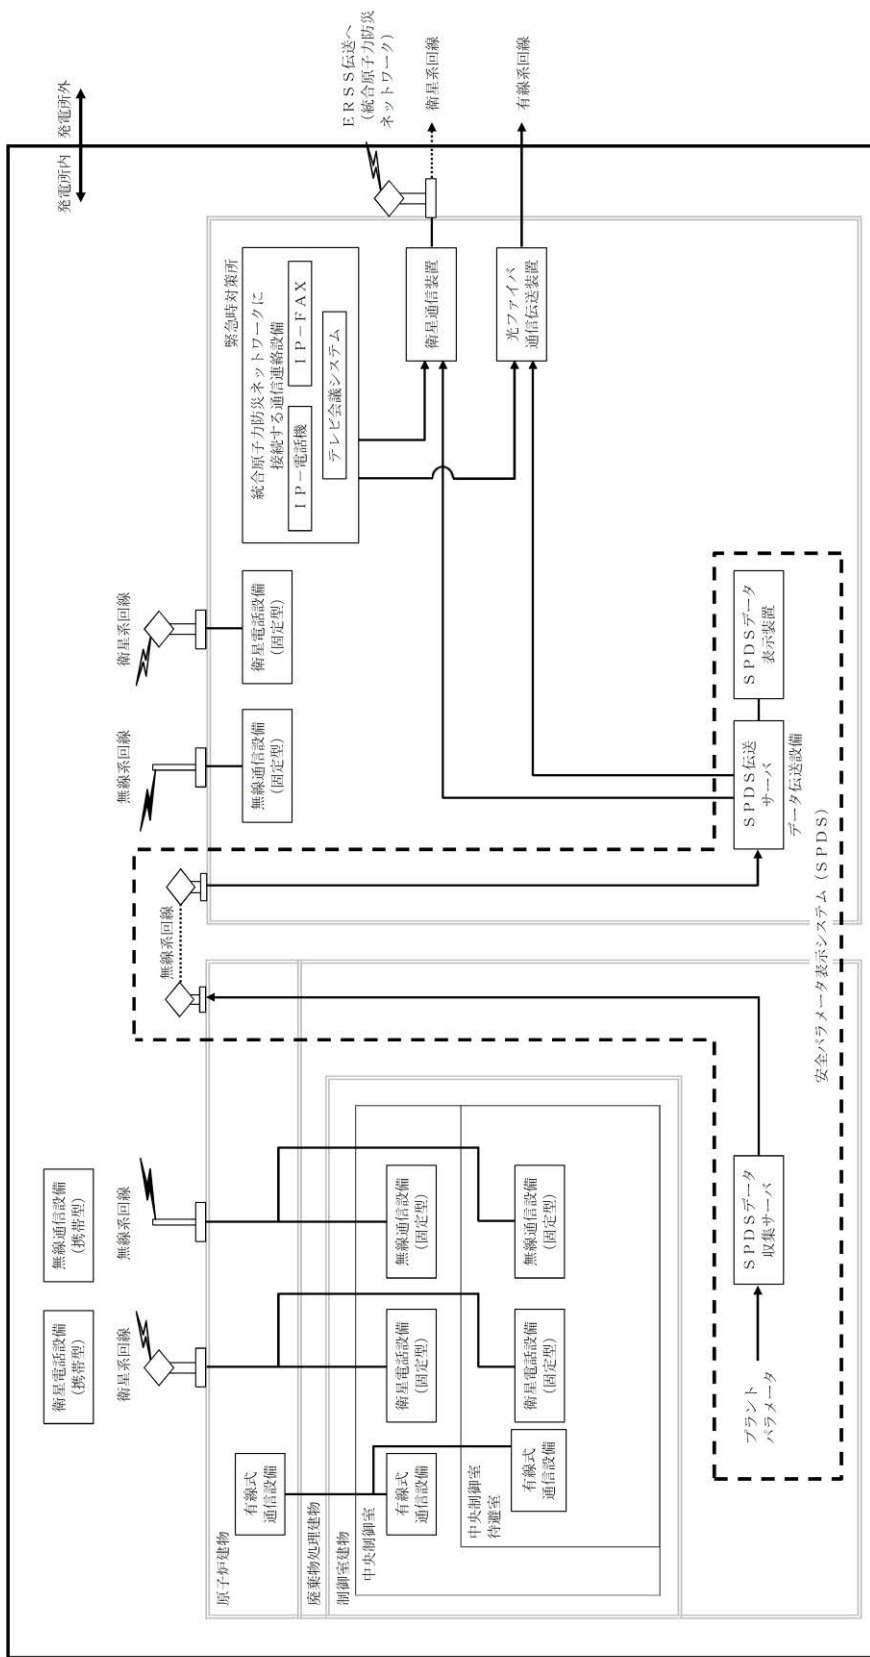 発電所内
発電所外
ERSS伝送へ
(統合原子力防災
ネットワーク)
衛星系回線
有線系回線
緊急時対策所
統合原子力防災ネットワークに
接続する通信連絡設備
IP-電話機
IP-FAX
テレビ会議システム
衛星通信装置
光ファイバ
通信伝送装置
衛星系回線
衛星電話設備
(固定型)
無線系回線
無線通信設備
(固定型)
無線系回線
SPDSデータ
表示装置
SPDS伝送
サーバ
データ伝送設備
安全パラメータ表示システム(SPDS)
無線通信設備
(携帯型)
無線系回線
衛星電話設備
(携帯型)
衛星系回線
無線通信設備
(固定型)
無線通信設備
(固定型)
衛星電話設備
(固定型)
衛星電話設備
(固定型)
有線式
通信設備
有線式
通信設備
有線式
通信設備
原子炉建物
廃棄物処理建物
制御室建物
中央制御室
中央制御室
待避室
SPDSデータ
収集サーバ
プラント
パラメータ